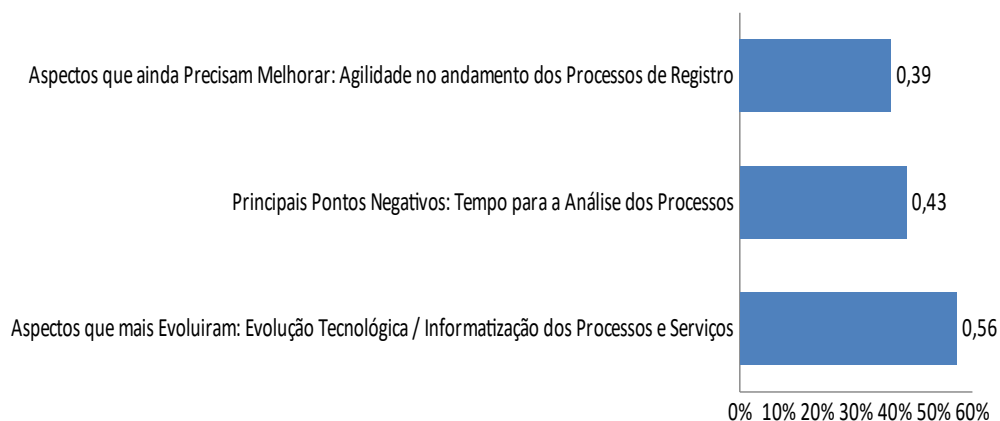 Aspectos que ainda Precisam Melhorar: Agilidade no andamento dos Processos de Registro 0,39
Principais Pontos Negativos: Tempo para a Análise dos Processos 0,43
Aspectos que mais Evoluiram: Evolução Tecnológica / Informatização dos Processos e Serviços 0,56
0% 10% 20% 30% 40% 50% 60%